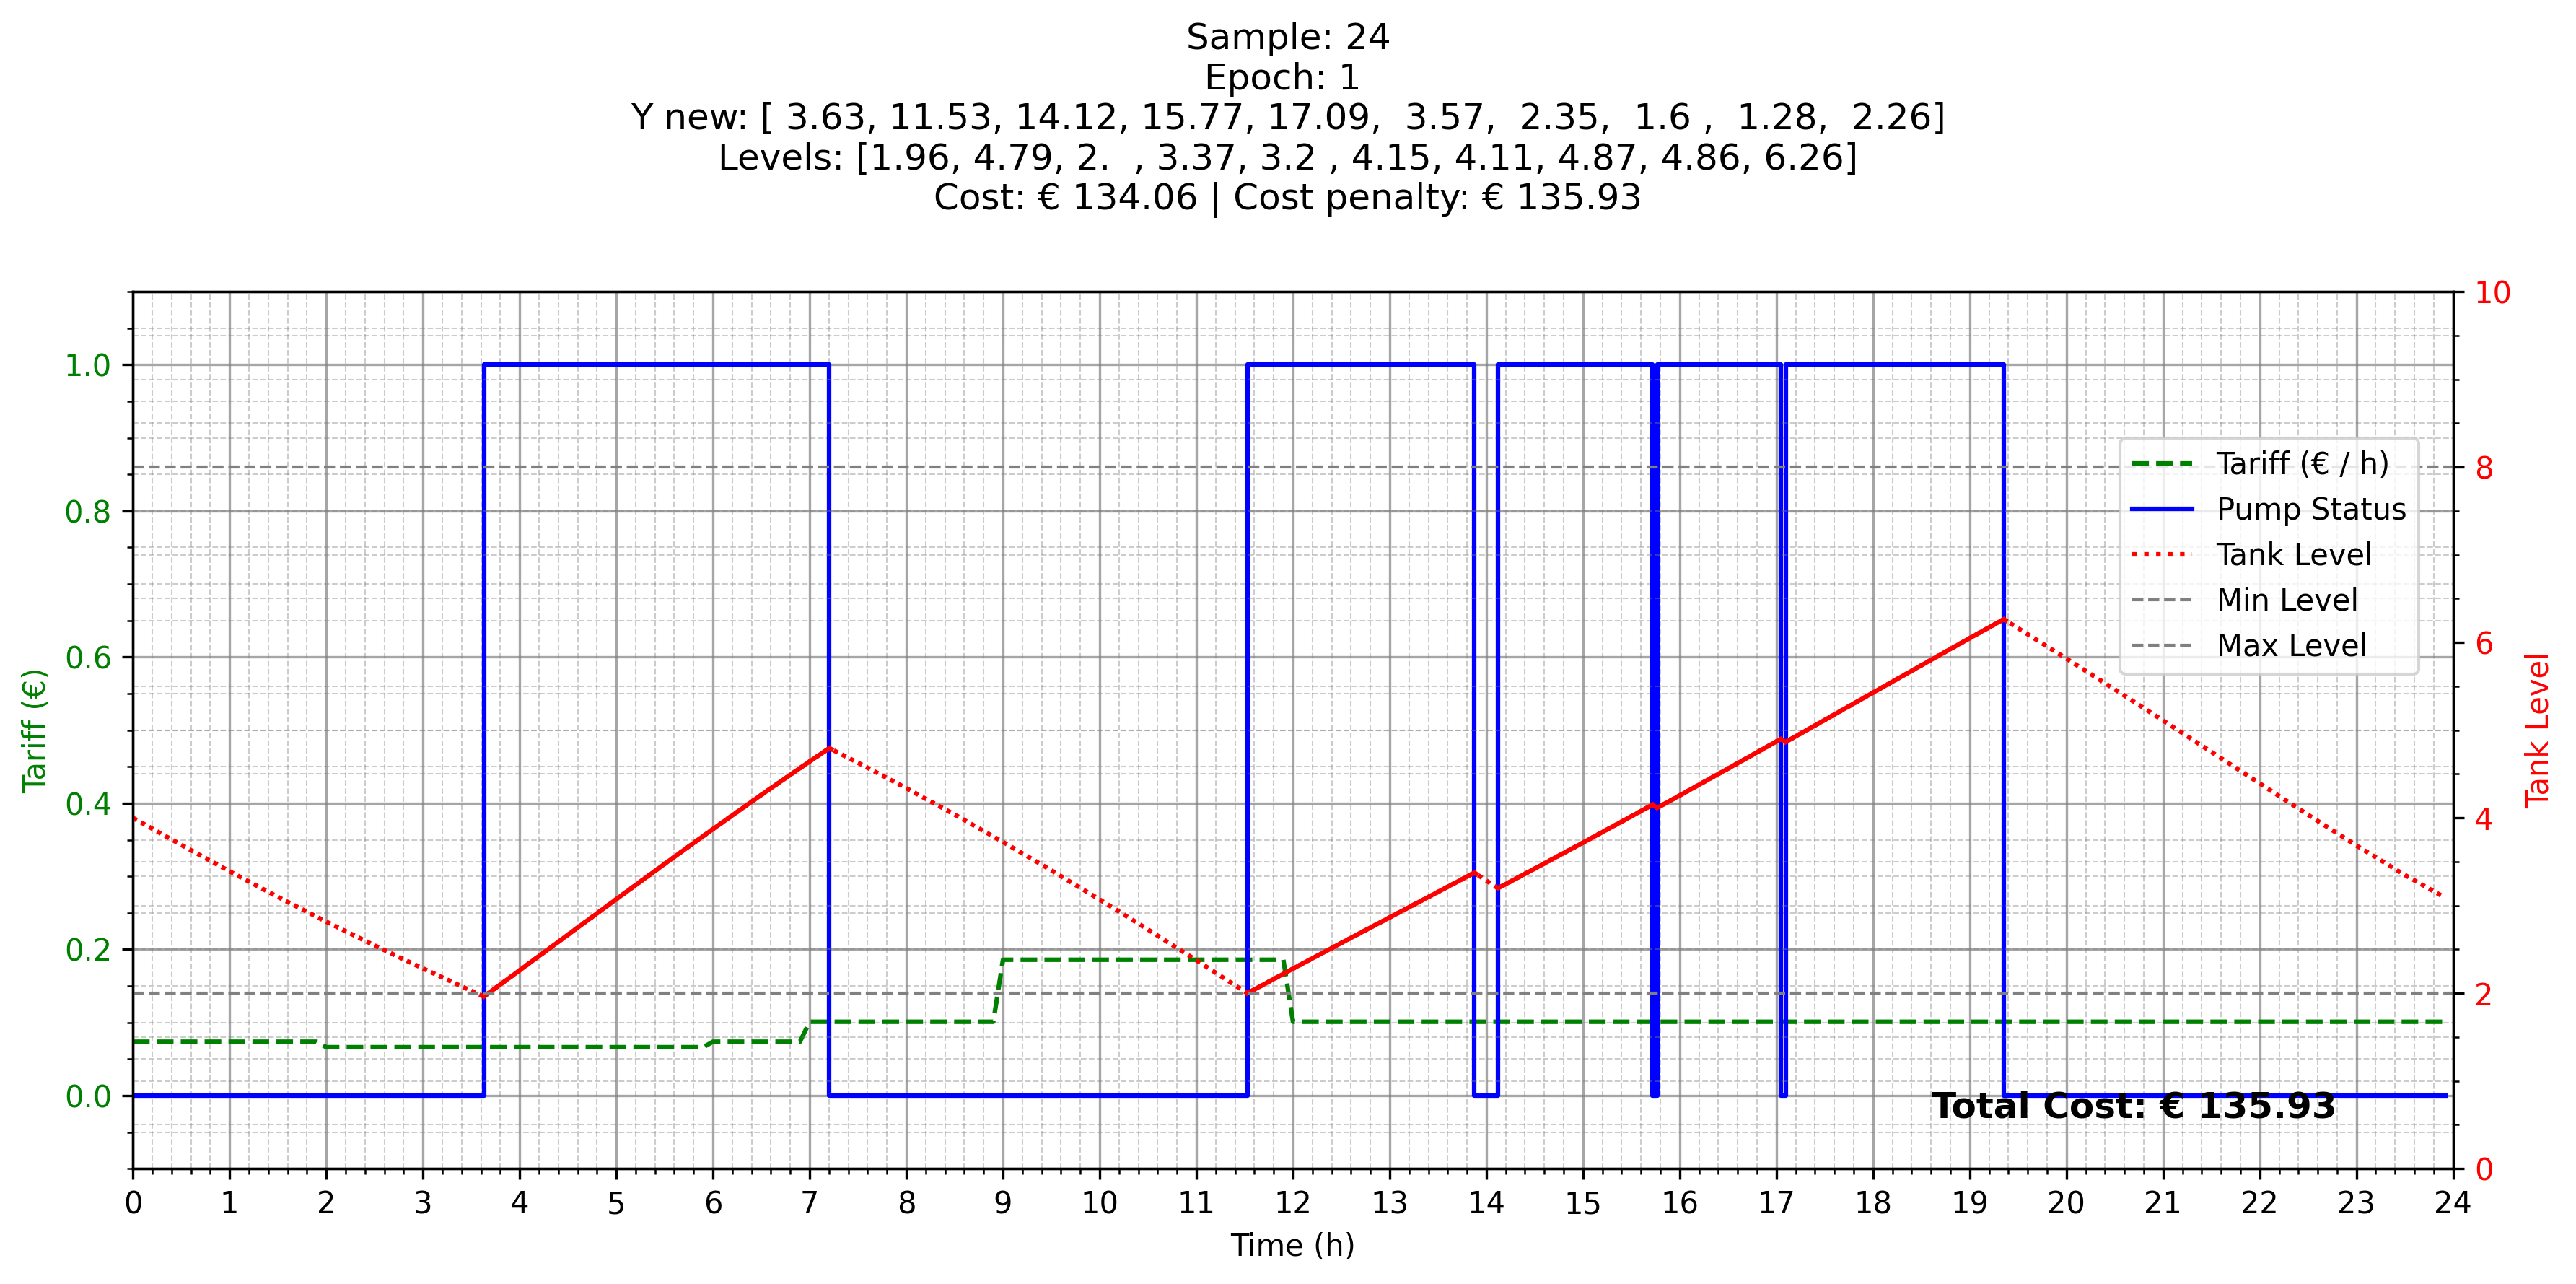 Sample: 24
Epoch: 1
Y new: [ 3.63, 11.53, 14.12, 15.77, 17.09,  3.57,  2.35,  1.6 ,  1.28,  2.26]
Levels: [1.96, 4.79, 2.  , 3.37, 3.2 , 4.15, 4.11, 4.87, 4.86, 6.26]
Cost: € 134.06 | Cost penalty: € 135.93
1.0
0.8
0.6
0.4
0.2
0.0
Tariff (€)
10
8
6
4
2
0
Tank Level
Tariff (€ / h)
Pump Status
Tank Level
Min Level
Max Level
Total Cost: € 135.93
0 1 2 3 4 5 6 7 8 9 10 11 12 13 14 15 16 17 18 19 20 21 22 23 24
Time (h)